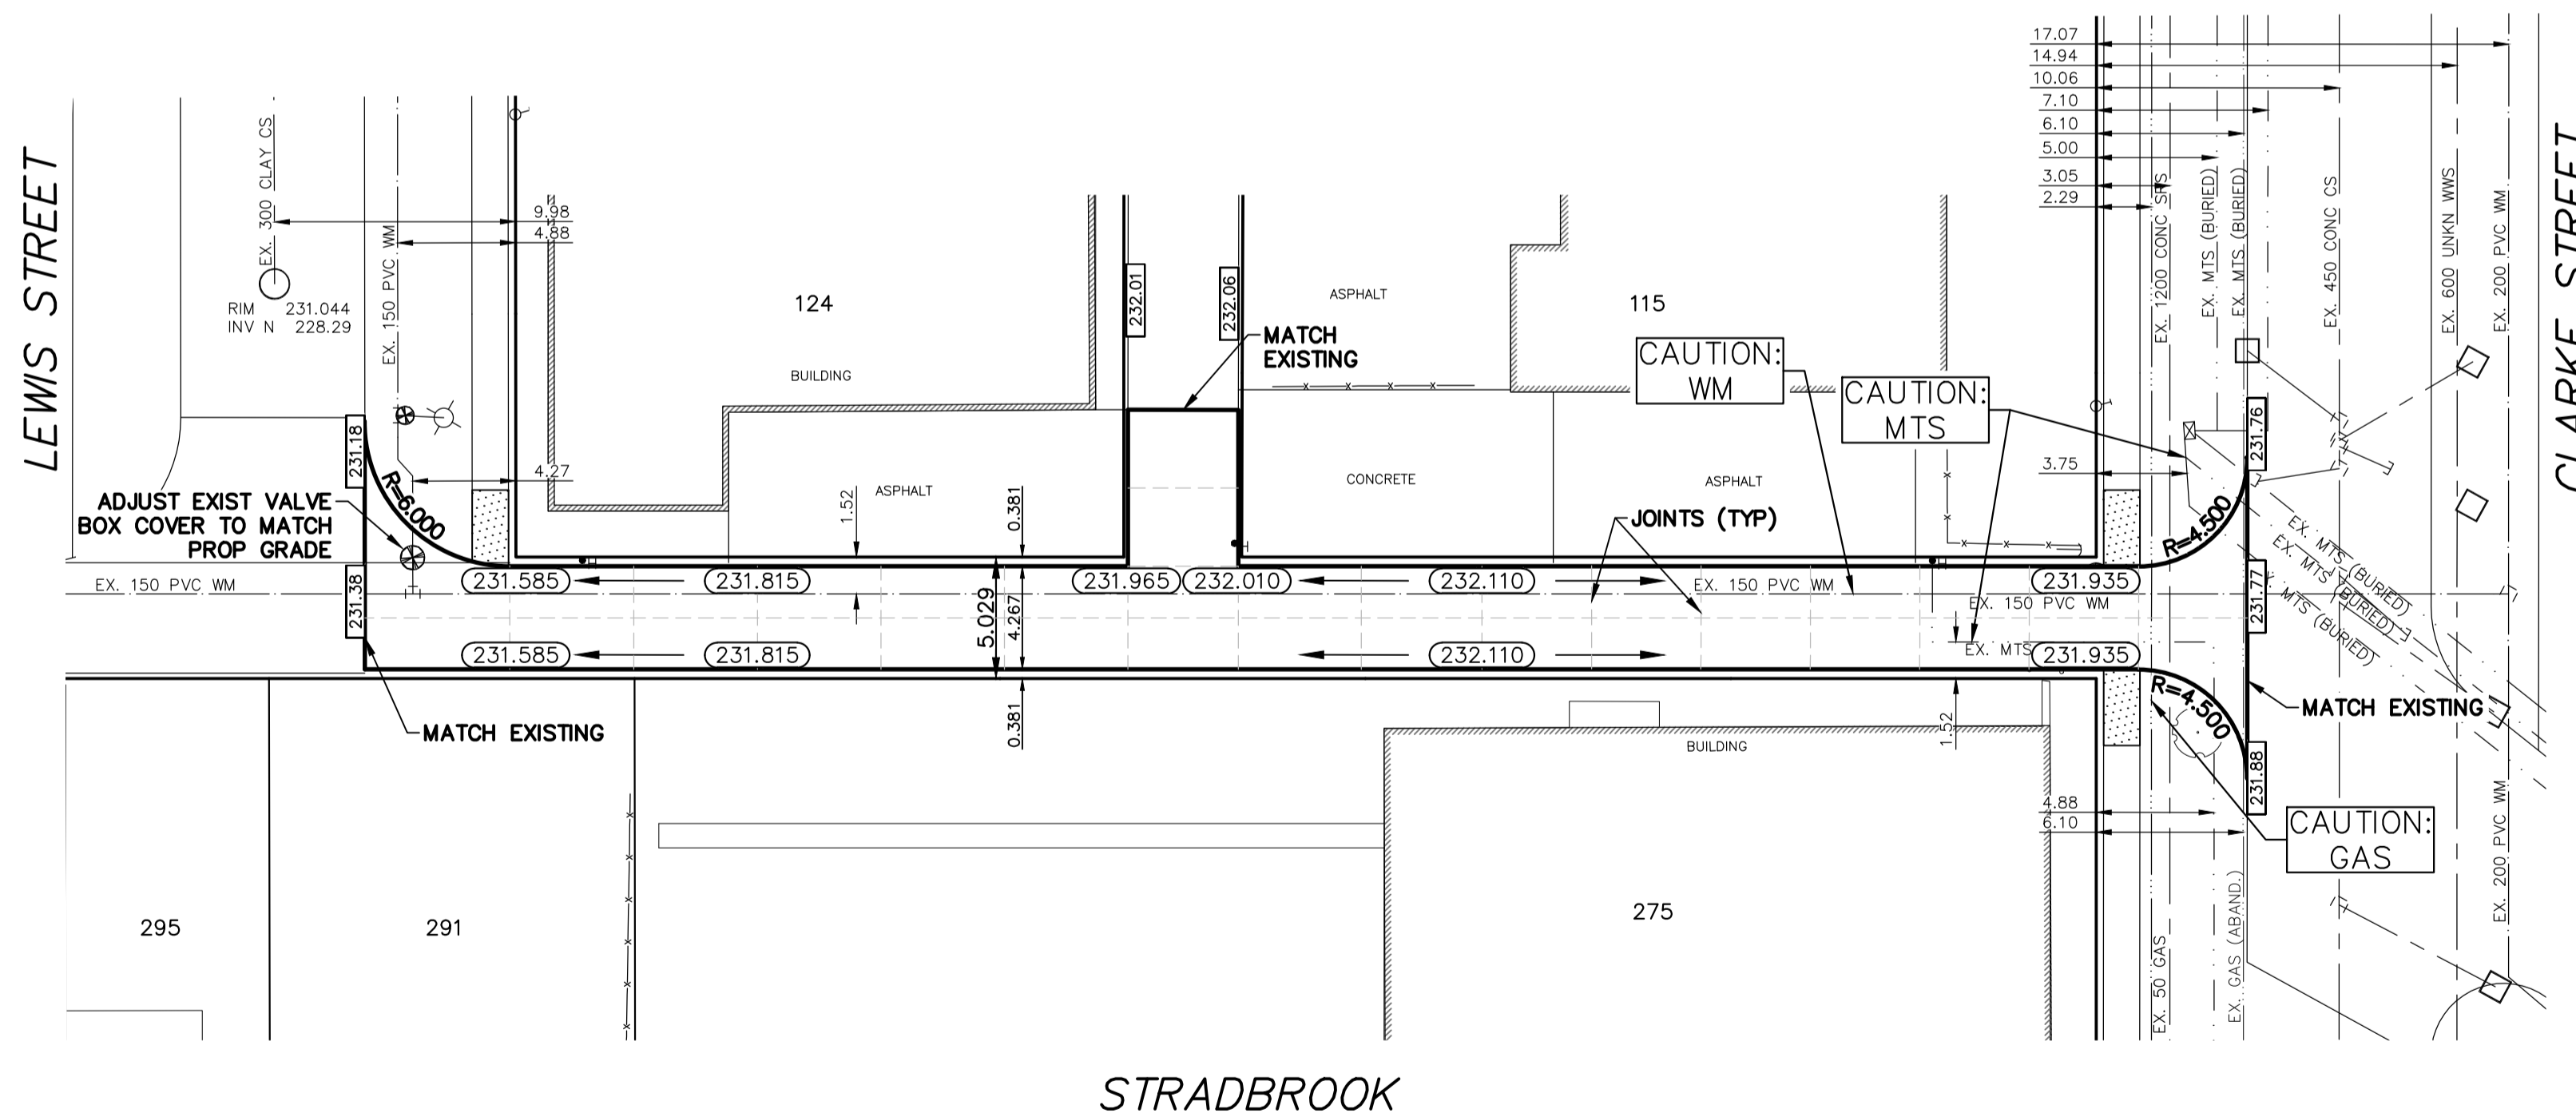 LEWIS STREET
EX. 300 CLAY CS
RIM 231.044
INV N 228.29
EX. 150 PVC WM
9.98
4.88
4.27
231.18
R=6.000
ADJUST EXIST VALVE
BOX COVER TO MATCH
PROP GRADE
EX. 150 PVC WM
231.38
MATCH EXISTING
295
291
124
BUILDING
ASPHALT
1.52
0.381
232.01
232.06
MATCH
EXISTING
ASPHALT
115
CONCRETE
ASPHALT
CAUTION:
WM
CAUTION:
MTS
JOINTS (TYP)
231.585
231.815
231.965
232.010
232.110
EX. 150 PVC WM
231.935
EX. 150 PVC WM
5.029
4.267
231.585
231.815
232.110
EX. MTS
231.935
0.381
1.52
BUILDING
275
17.07
14.94
10.06
7.10
6.10
5.00
3.05
2.29
3.75
EX. 1200 CONC SRS
EX. MTS (BURIED)
EX. MTS (BURIED)
EX. 450 CONC CS
EX. 600 UNKN WWS
EX. 200 PVC WM
CLARKE STREET
231.76
R=4.500
231.77
EX. MTS (BURIED)
EX. MTS (BURIED)
MTS (BURIED)
R=4.500
MATCH EXISTING
231.88
4.88
6.10
CAUTION:
GAS
EX. 50 GAS
EX. GAS (ABAND.)
EX. 200 PVC WM
STRADBROOK